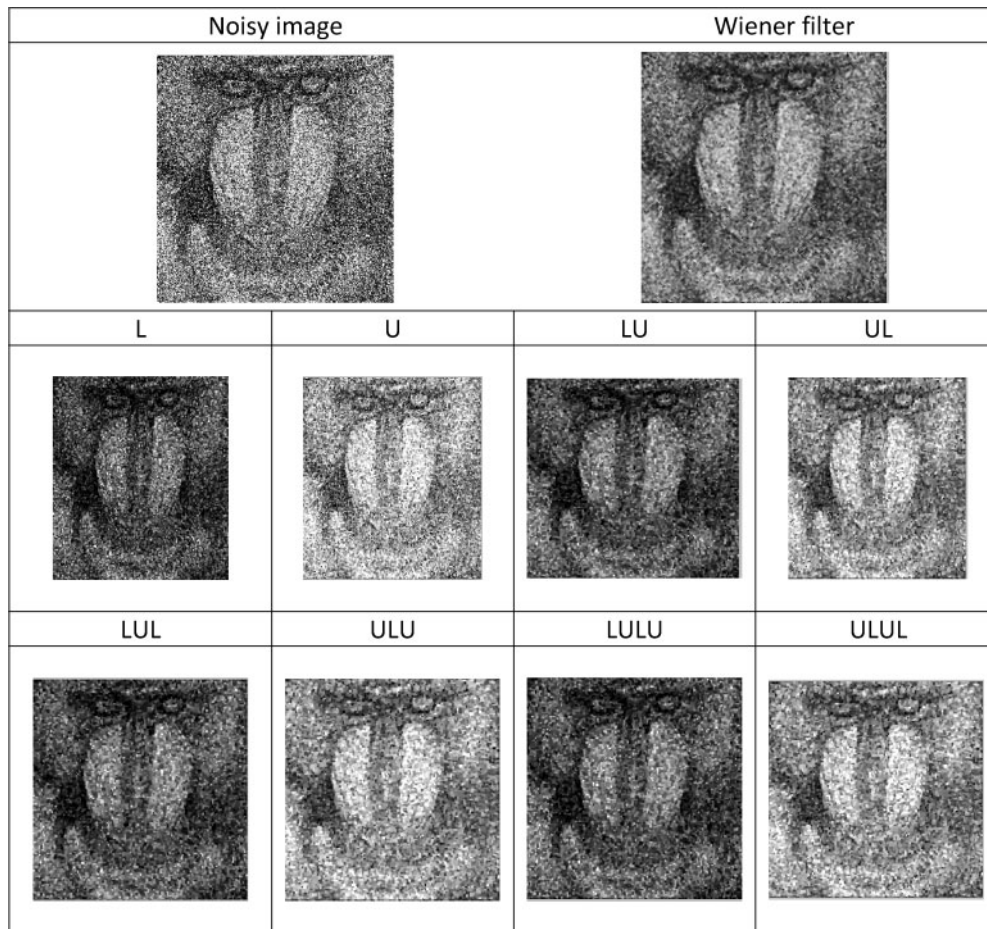 Noisy image
Wiener filter
L
U
LU
UL
LUL
ULU
LULU
ULUL